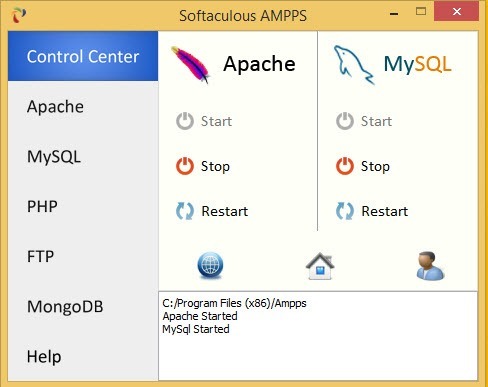 Softaculous AMPPS
Control Center
Apache
MySQL
PHP
FTP
MongoDB
Help
Apache
Start
Stop
Restart
MySQL
Start
Stop
Restart
C:/Program Files (x86)/Ampps
Apache Started
MySql Started